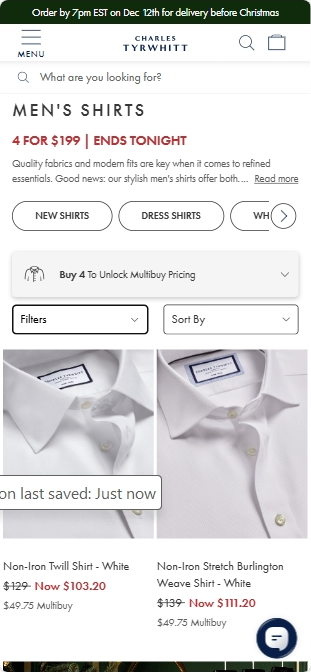 Order by 7pm EST on Dec 12th for delivery before Christmas
MENU
CHARLES
TYRWHITT
What are you looking for?
MEN'S SHIRTS
4 FOR $199 | ENDS TONIGHT
Quality fabrics and modern fits are key when it comes to refined
essentials. Good news: our stylish men's shirts offer both.... Read more
NEW SHIRTS
DRESS SHIRTS
WH
Buy 4 To Unlock Multibuy Pricing
Filters
Sort By
CHARLES TYRWHITT
CHARLES TYRWHITT
on last saved: Just now
Non-Iron Twill Shirt - White
$129 Now $103.20
$49.75 Multibuy
Non-Iron Stretch Burlington
Weave Shirt - White
$139 Now $111.20
$49.75 Multibuy